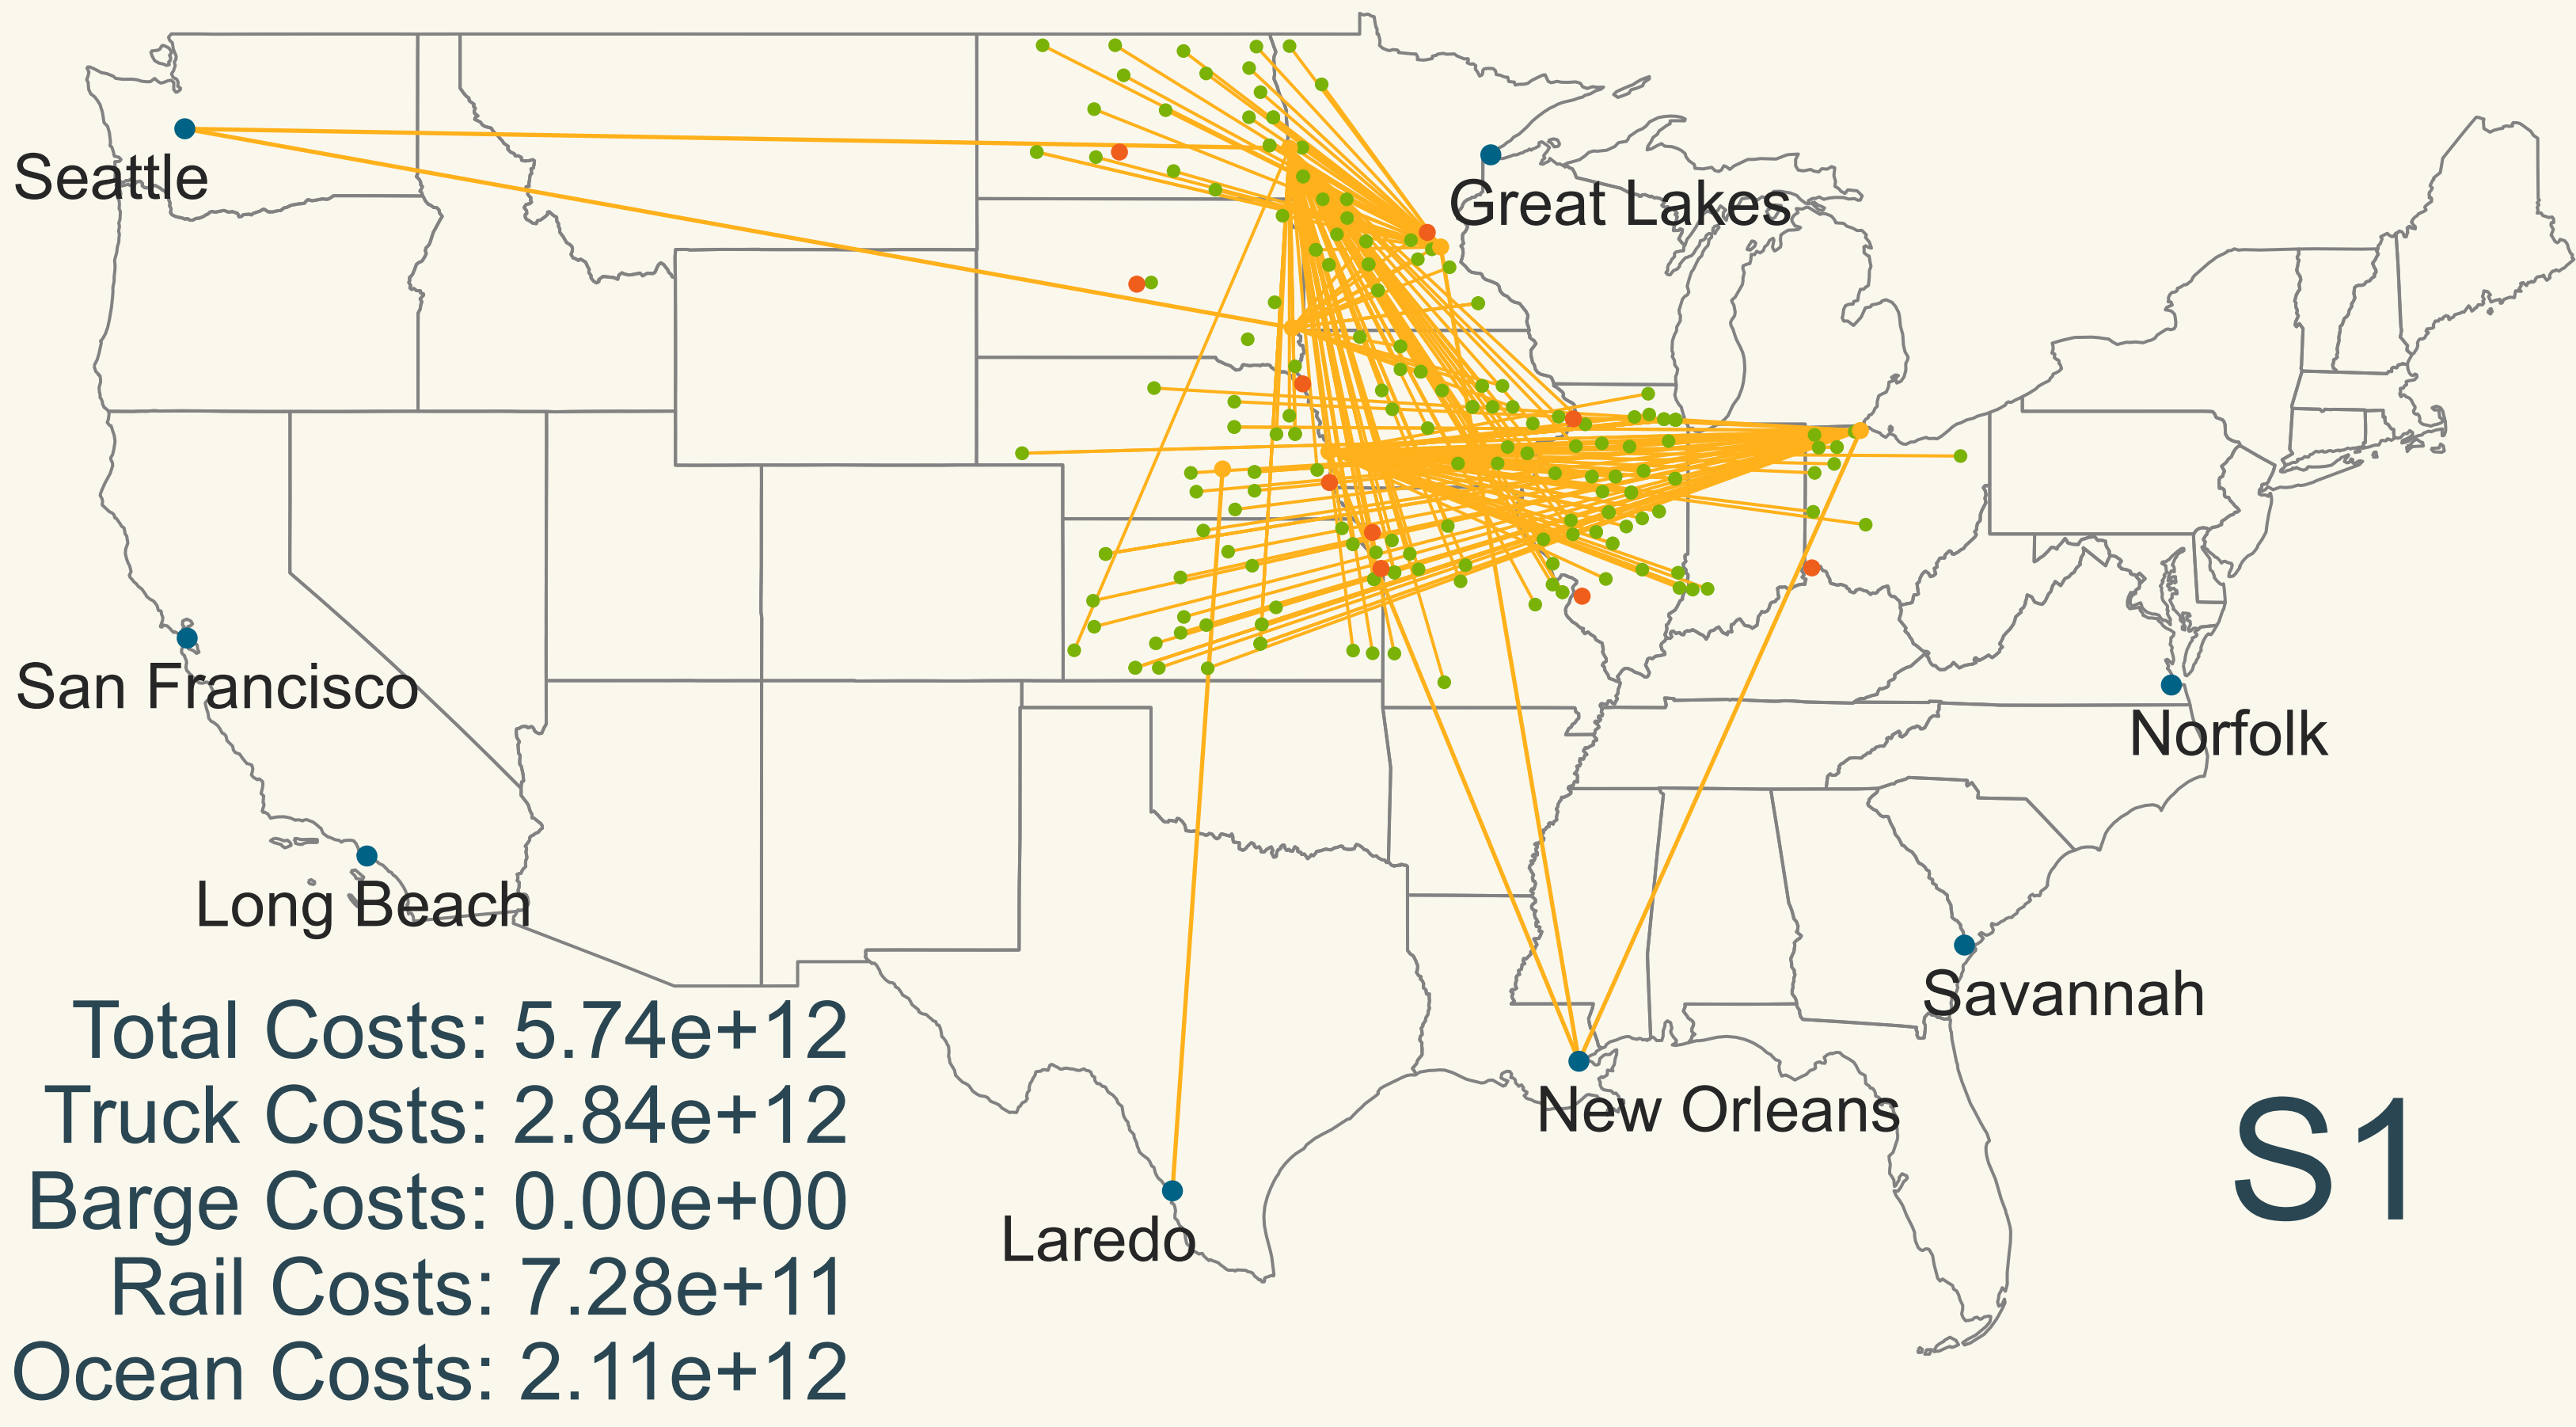 Seattle
Great Lakes
San Francisco
Norfolk
Long Beach
Savannah
New Orleans
Laredo
Total Costs: 5.74e+12
Truck Costs: 2.84e+12
Barge Costs: 0.00e+00
Rail Costs: 7.28e+11
Ocean Costs: 2.11e+12
S1